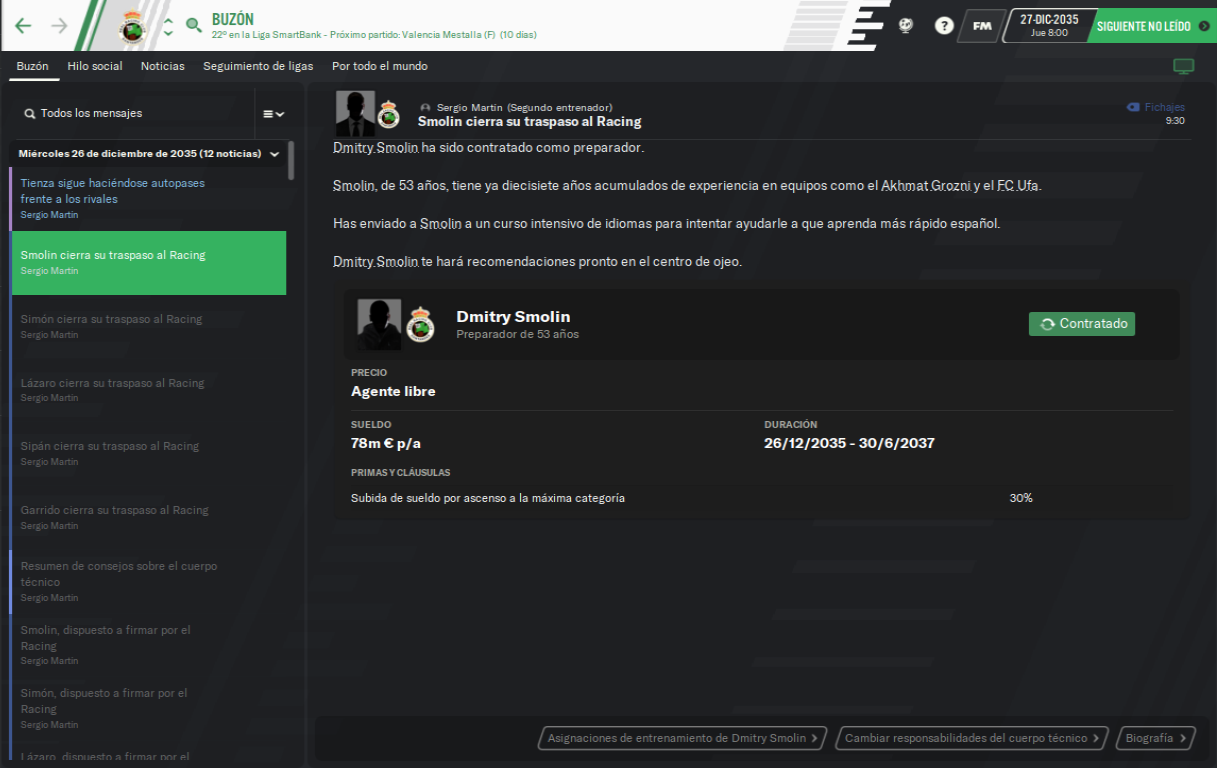 BUZÓN
22º en la Liga SmartBank - Próximo partido: Valencia Mestalla (F) (10 días)
?
FM
27-DIC-2035
Jue 8:00
SIGUIENTE NO LEÍDO
Buzón
Hilo social
Noticias
Seguimiento de ligas
Por todo el mundo
Todos los mensajes
Miércoles 26 de diciembre de 2035 (12 noticias)
Tienza sigue haciéndose autopases
frente a los rivales
Sergio Martín
Smolin cierra su traspaso al Racing
Sergio Martín
Simón cierra su traspaso al Racing
Sergio Martín
Lázaro cierra su traspaso al Racing
Sergio Martín
Sipán cierra su traspaso al Racing
Sergio Martín
Garrido cierra su traspaso al Racing
Sergio Martín
Resumen de consejos sobre el cuerpo
técnico
Sergio Martín
Smolin, dispuesto a firmar por el
Racing
Sergio Martín
Simón, dispuesto a firmar por el
Racing
Sergio Martín
Lázaro, dispuesto a firmar por el
Sergio Martín (Segundo entrenador)
Smolin cierra su traspaso al Racing
Fichajes
9:30
Dmitry Smolin ha sido contratado como preparador.
Smolin, de 53 años, tiene ya diecisiete años acumulados de experiencia en equipos como el Akhmat Grozni y el FC Ufa.
Has enviado a Smolin a un curso intensivo de idiomas para intentar ayudarle a que aprenda más rápido español.
Dmitry Smolin te hará recomendaciones pronto en el centro de ojeo.
Dmitry Smolin
Preparador de 53 años
Contratado
PRECIO
Agente libre
SUELDO
78m € p/a
DURACIÓN
26/12/2035 - 30/6/2037
PRIMAS Y CLÁUSULAS
Subida de sueldo por ascenso a la máxima categoría
30%
Asignaciones de entrenamiento de Dmitry Smolin
Cambiar responsabilidades del cuerpo técnico
Biografía